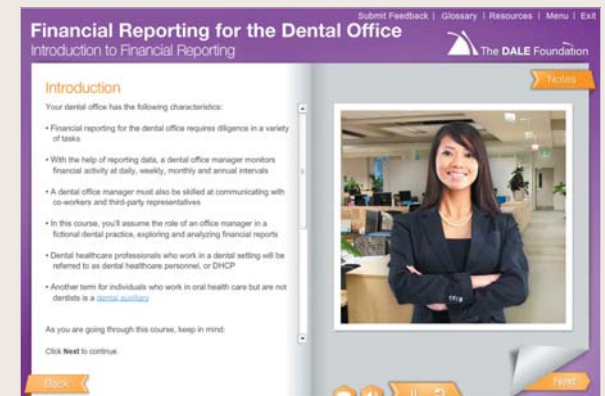 Submit Feedback | Glossary | Resources | Menu | Exit
Financial Reporting for the Dental Office
Introduction to Financial Reporting
The DALE Foundation
Notes
Introduction
Your dental office has the following characteristics:
• Financial reporting for the dental office requires diligence in a variety
of tasks
• With the help of reporting data, a dental office manager monitors
financial activity at daily, weekly, monthly and annual intervals
• A dental office manager must also be skilled at communicating with
co-workers and third-party representatives
• In this course, you'll assume the role of an office manager in a
fictional dental practice, exploring and analyzing financial reports
• Dental healthcare professionals who work in a dental setting will be
referred to as dental healthcare personnel, or DHCP
• Another term for individuals who work in oral health care but are not
dentists is a dental auxiliary
As you are going through this course, keep in mind:
Click Next to continue.
Back
Next